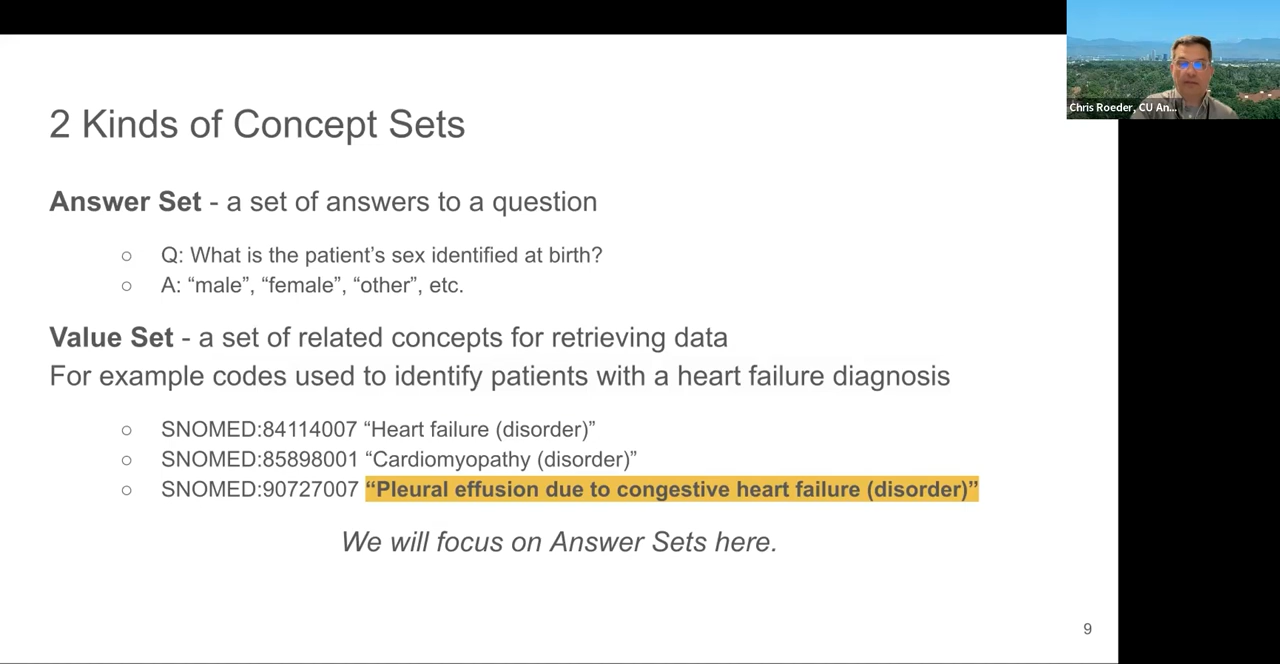 Chris Roeder, CU An...
2 Kinds of Concept Sets
Answer Set - a set of answers to a question
○ Q: What is the patient’s sex identified at birth?
○ A: “male”, “female”, “other”, etc.
Value Set - a set of related concepts for retrieving data
For example codes used to identify patients with a heart failure diagnosis
○ SNOMED:84114007 “Heart failure (disorder)”
○ SNOMED:85898001 “Cardiomyopathy (disorder)”
○ SNOMED:90727007 “Pleural effusion due to congestive heart failure (disorder)”
We will focus on Answer Sets here.
9